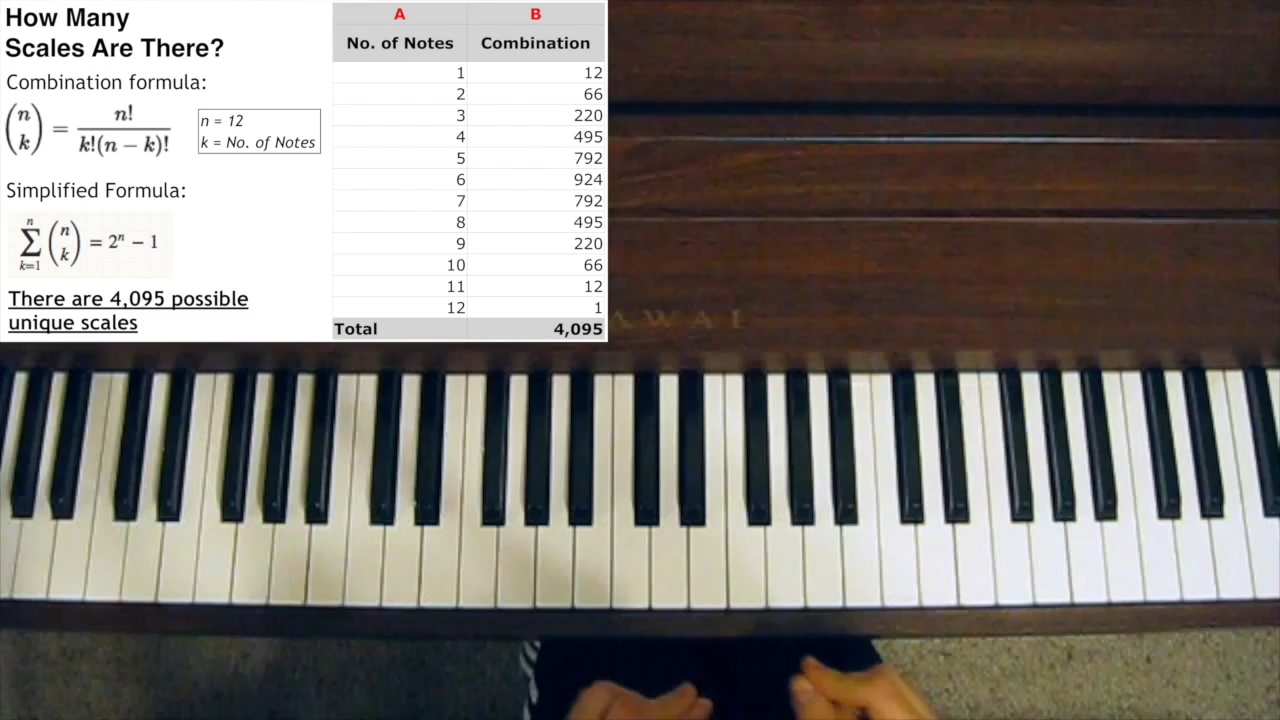 How Many
Scales Are There?
Combination formula:
(n k) = n! / k!(n − k)!
n = 12
k = No. of Notes
Simplified Formula:
n ∑ k=1 (n k) = 2ⁿ − 1
There are 4,095 possible
unique scales
A B
No. of Notes Combination
1 12
2 66
3 220
4 495
5 792
6 924
7 792
8 495
9 220
10 66
11 12
12 1
Total 4,095
AWAI